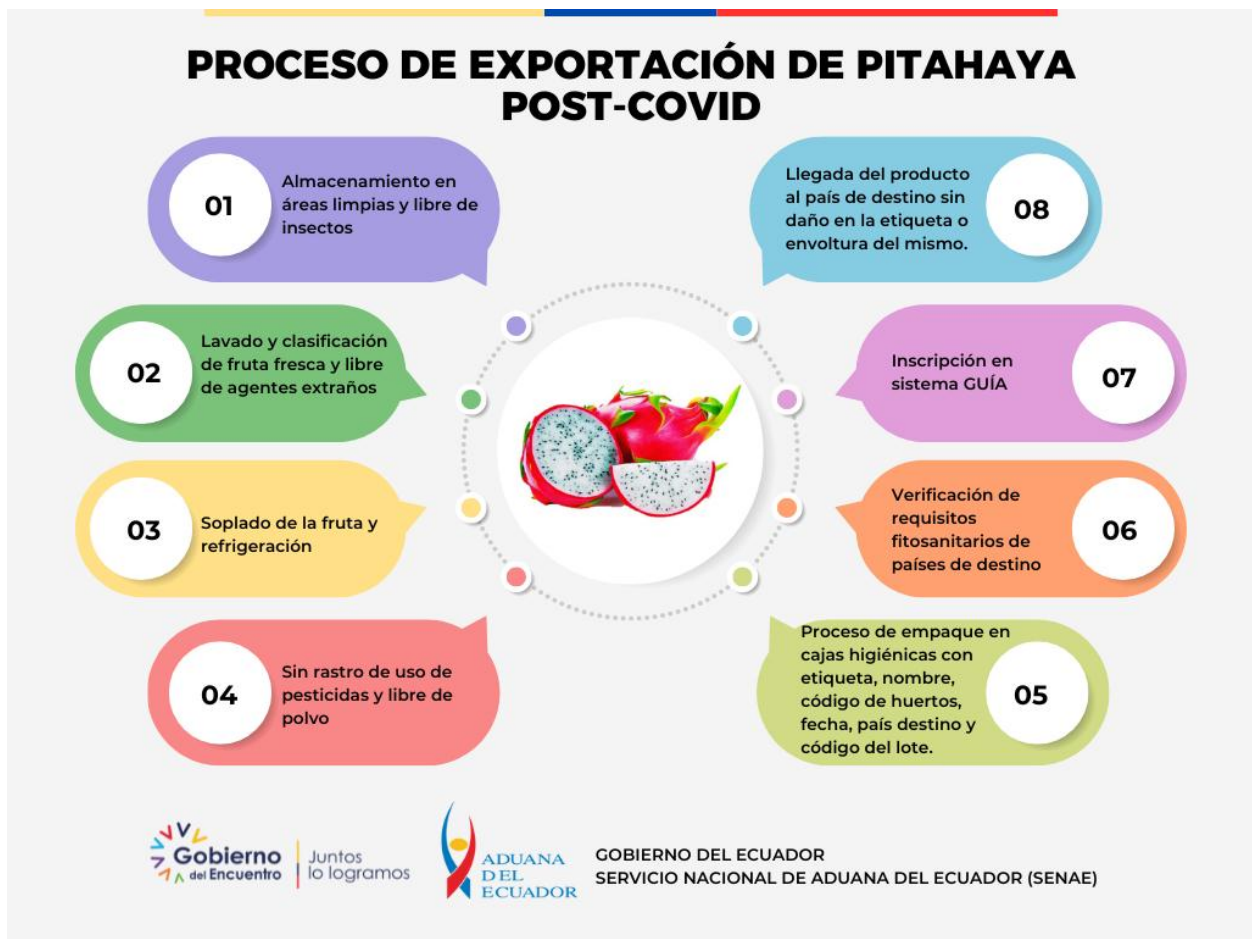 PROCESO DE EXPORTACIÓN DE PITAHAYA
POST-COVID
01
Almacenamiento en
áreas limpias y libre de
insectos
02
Lavado y clasificación
de fruta fresca y libre
de agentes extraños
03
Soplado de la fruta y
refrigeración
04
Sin rastro de uso de
pesticidas y libre de
polvo
Proceso de empaque en
cajas higiénicas con
etiqueta, nombre,
código de huertos,
fecha, país destino y
código del lote.
05
Verificación de
requisitos
fitosanitarios de
países de destino
06
Inscripción en
sistema GUÍA
07
Llegada del producto
al país de destino sin
daño en la etiqueta o
envoltura del mismo.
08
Gobierno
del Encuentro
Juntos
lo logramos
ADUANA
DEL
ECUADOR
GOBIERNO DEL ECUADOR
SERVICIO NACIONAL DE ADUANA DEL ECUADOR (SENAE)